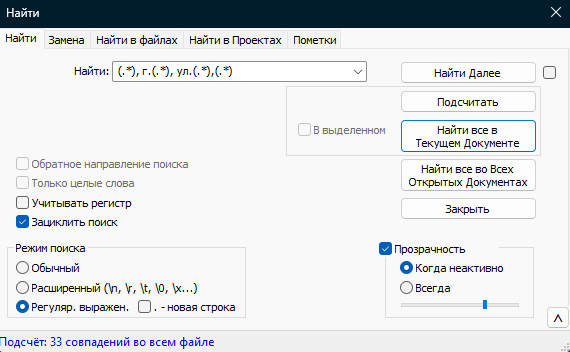 Найти
Найти Замена Найти в файлах Найти в Проектах Пометки
Найти: (.*), г.(.*), ул.(.*),(.*)
Найти Далее
Подсчитать
В выделенном
Найти все в
Текущем Документе
Обратное направление поиска
Найти все во Всех
Открытых Документах
Только целые слова
Учитывать регистр
Закрыть
Зациклить поиск
Режим поиска
Обычный
Расширенный (\n, \r, \t, \0, \x...)
Регуляр. выражен.
. - новая строка
Прозрачность
Когда неактивно
Всегда
Подсчёт: 33 совпадений во всем файле